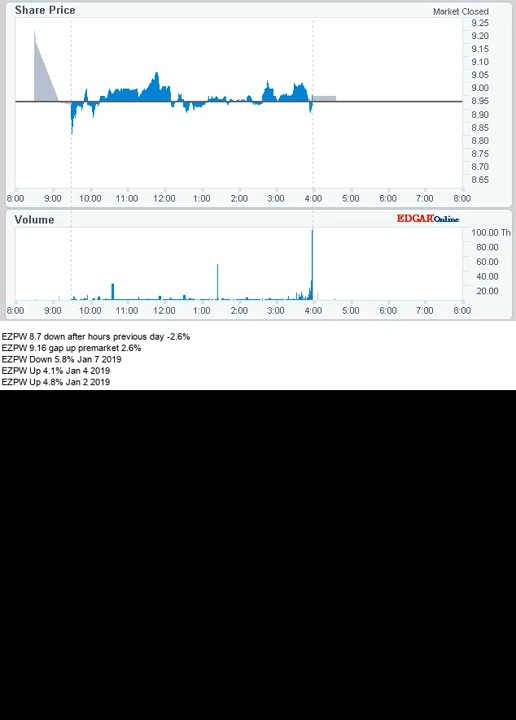 Share Price
Market Closed
9.25
9.20
9.15
9.10
9.05
9.00
8.95
8.90
8.85
8.80
8.75
8.70
8.65
8:00 9:00 10:00 11:00 12:00 1:00 2:00 3:00 4:00 5:00 6:00 7:00 8:00
Volume
EDGAR Online
100.00 Th
80.00
60.00
40.00
20.00
8:00 9:00 10:00 11:00 12:00 1:00 2:00 3:00 4:00 5:00 6:00 7:00 8:00
EZPW 8.7 down after hours previous day -2.6%
EZPW 9.16 gap up premarket 2.6%
EZPW Down 5.8% Jan 7 2019
EZPW Up 4.1% Jan 4 2019
EZPW Up 4.8% Jan 2 2019